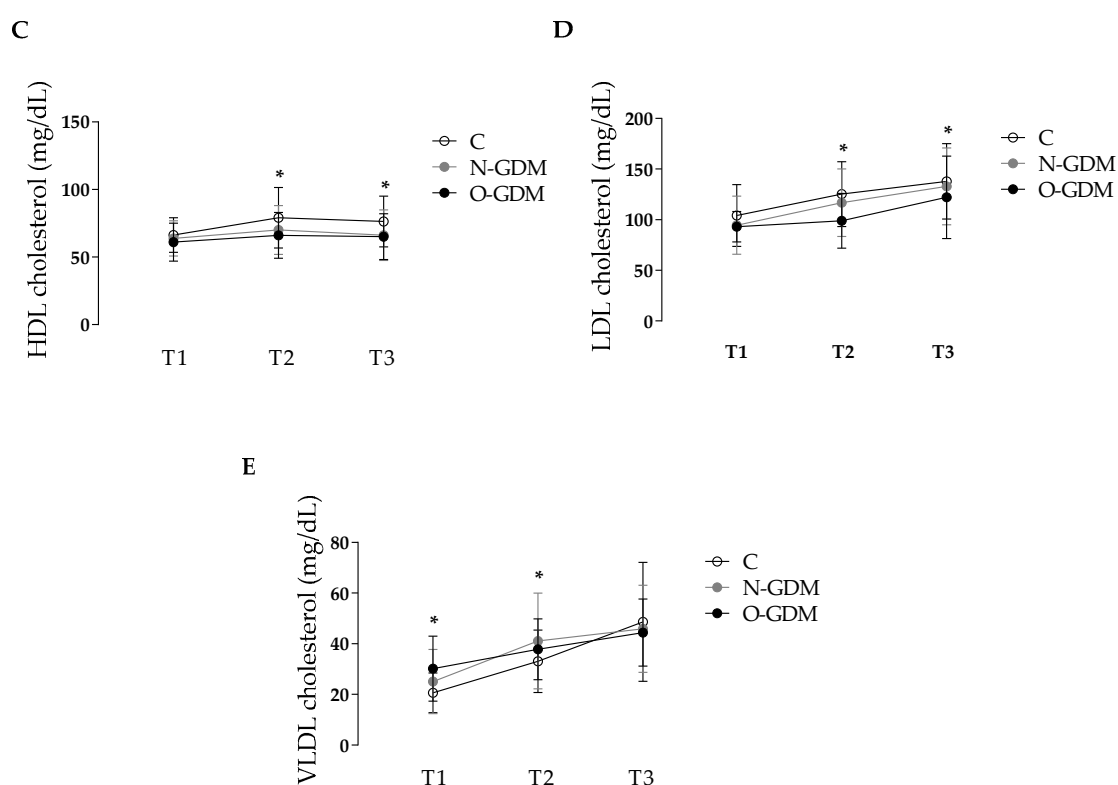 C
HDL cholesterol (mg/dL)
150
100
50
0
*
*
T1 T2 T3
C
N-GDM
O-GDM
D
LDL cholesterol (mg/dL)
200
150
100
50
0
*
*
T1 T2 T3
C
N-GDM
O-GDM
E
VLDL cholesterol (mg/dL)
80
60
40
20
0
*
*
T1 T2 T3
C
N-GDM
O-GDM